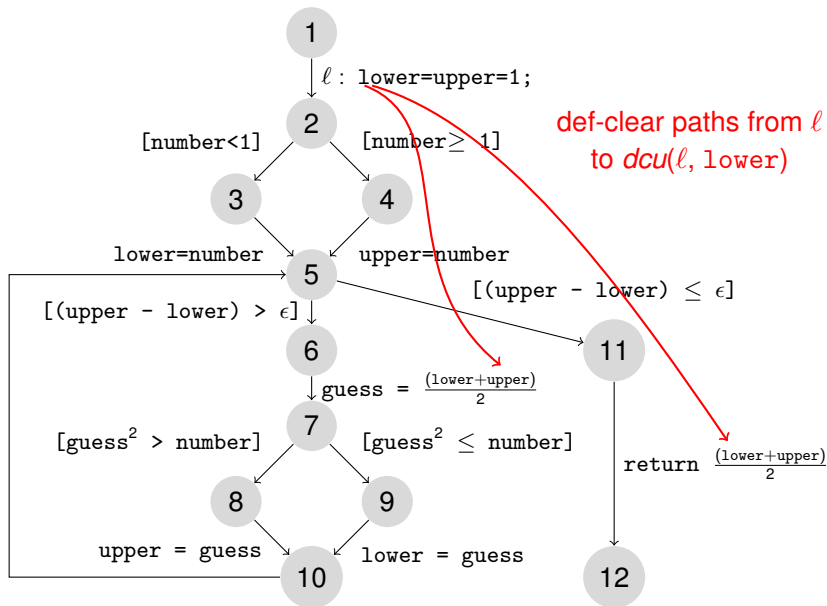 1
ℓ : lower=upper=1;
def-clear paths from ℓ
to dcu(ℓ, lower)
2
[number<1]
[number≥ 1]
3
4
lower=number
upper=number
5
[(upper - lower) > ϵ]
[(upper - lower) ≤ ϵ]
6
11
guess = (lower+upper)/2
7
[guess² > number]
[guess² ≤ number]
return (lower+upper)/2
8
9
upper = guess
lower = guess
10
12